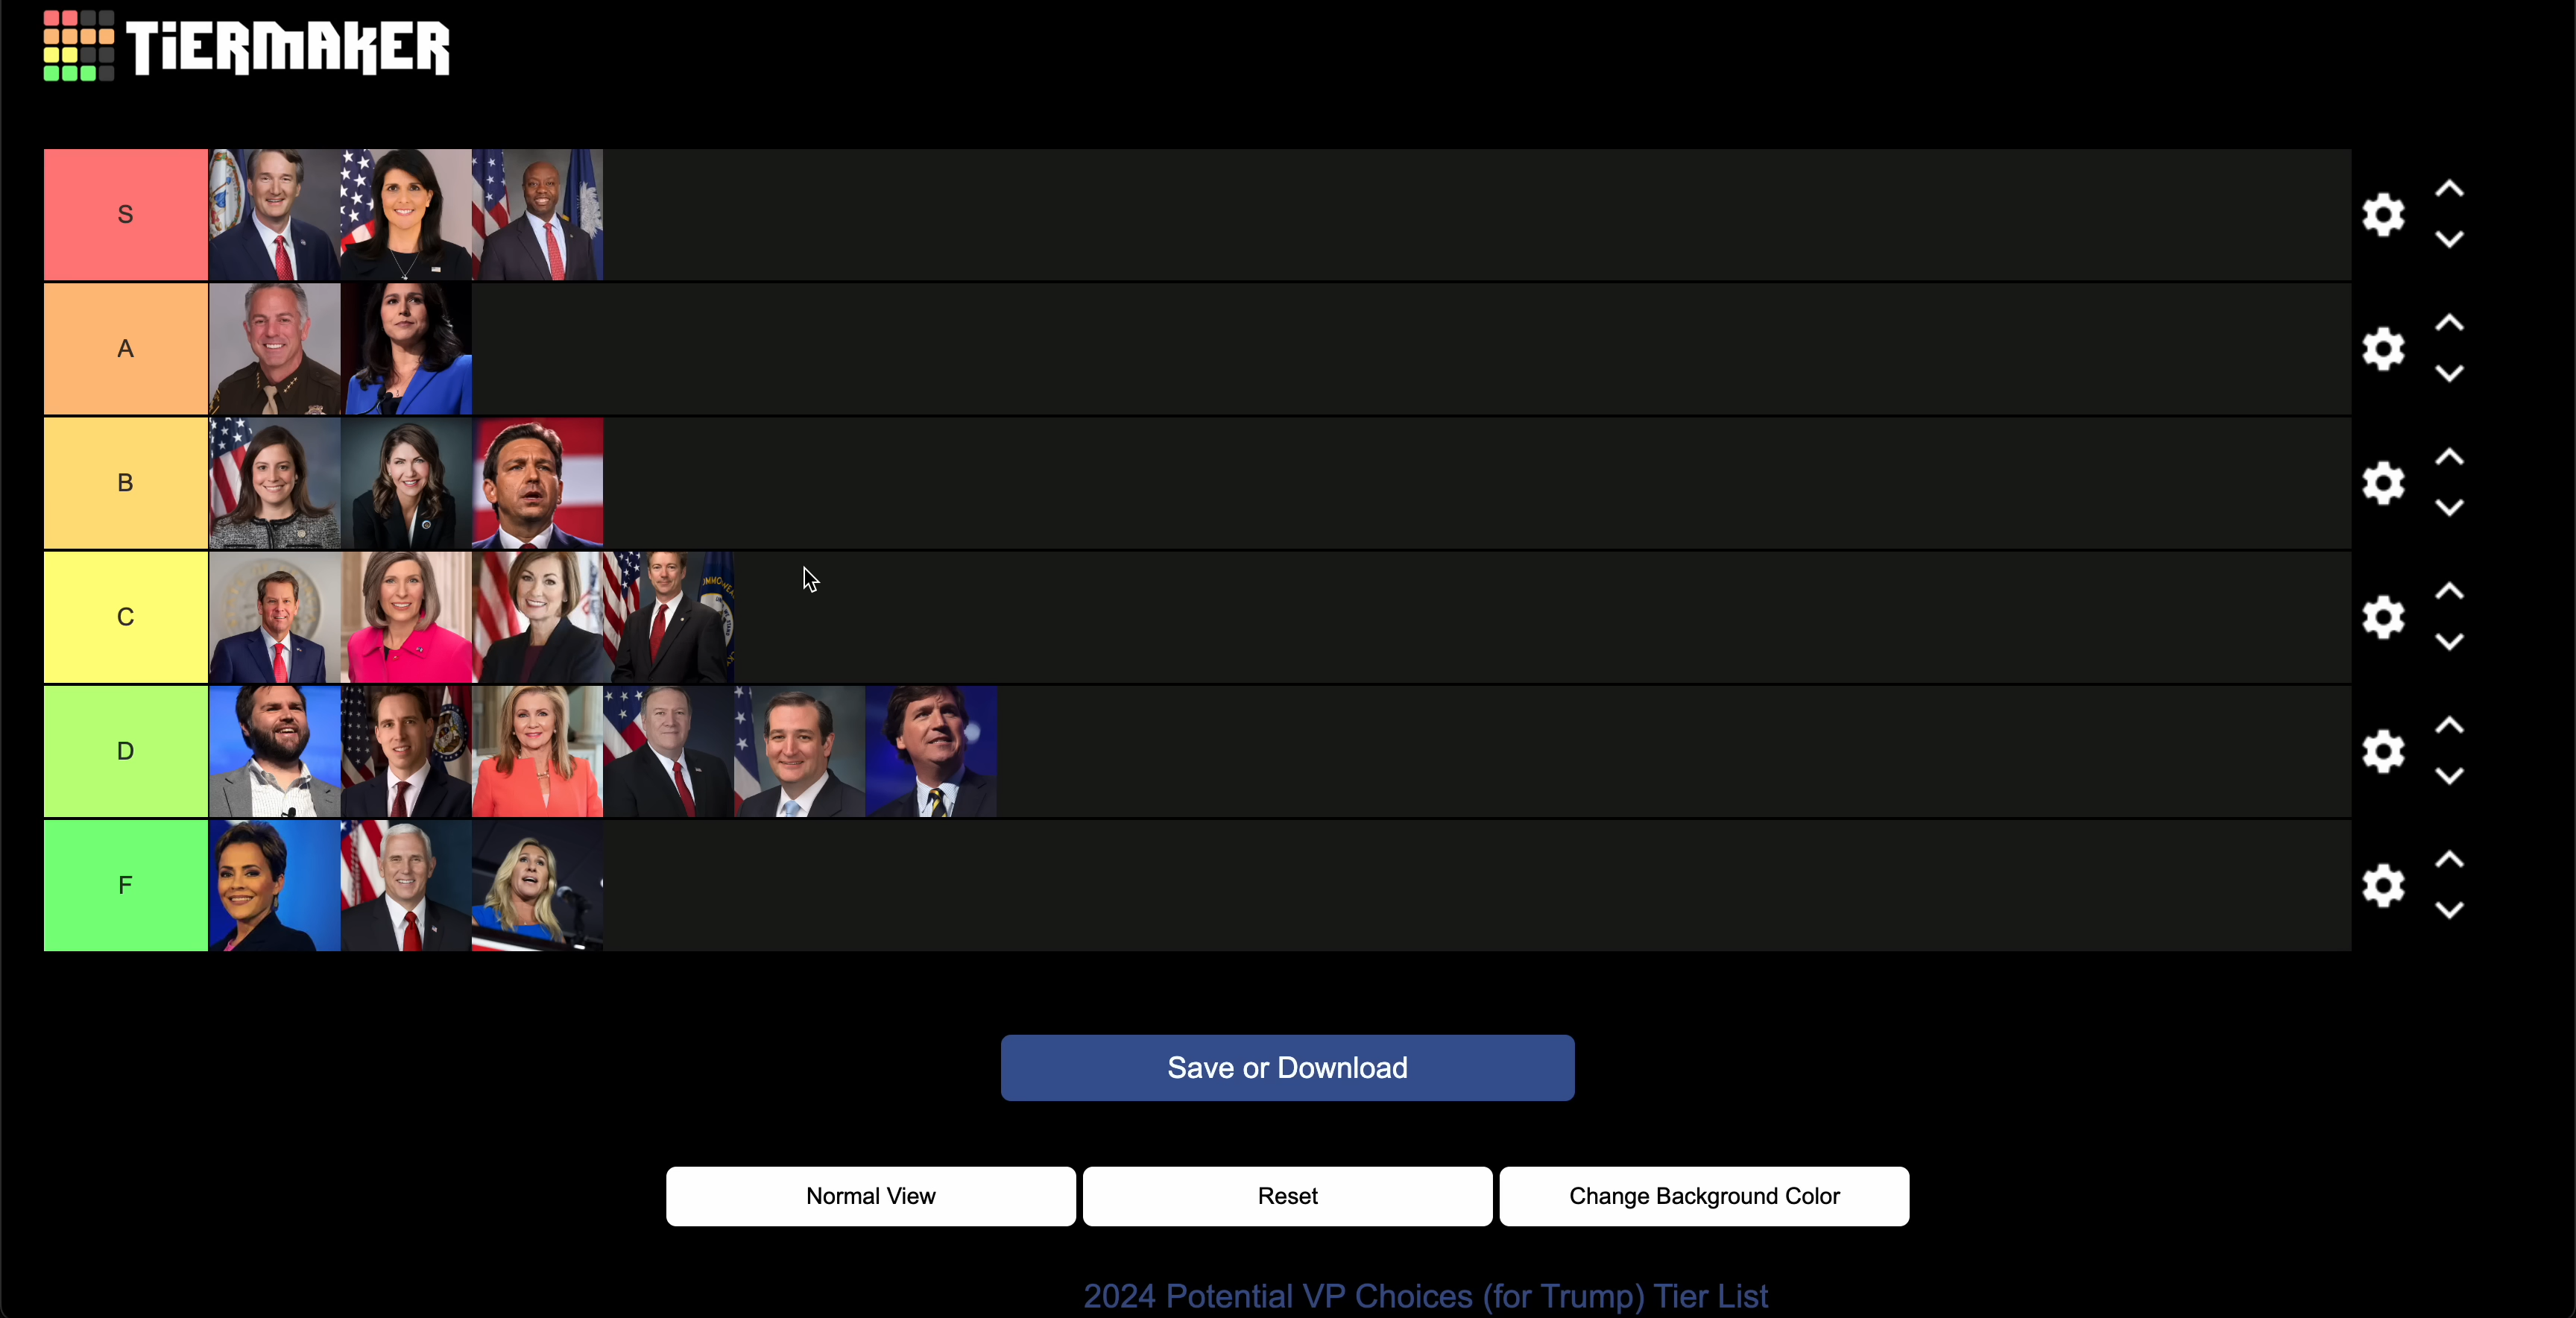 TiERMAKER
S
A
B
C
D
F
Save or Download
Normal View
Reset
Change Background Color
2024 Potential VP Choices (for Trump) Tier List